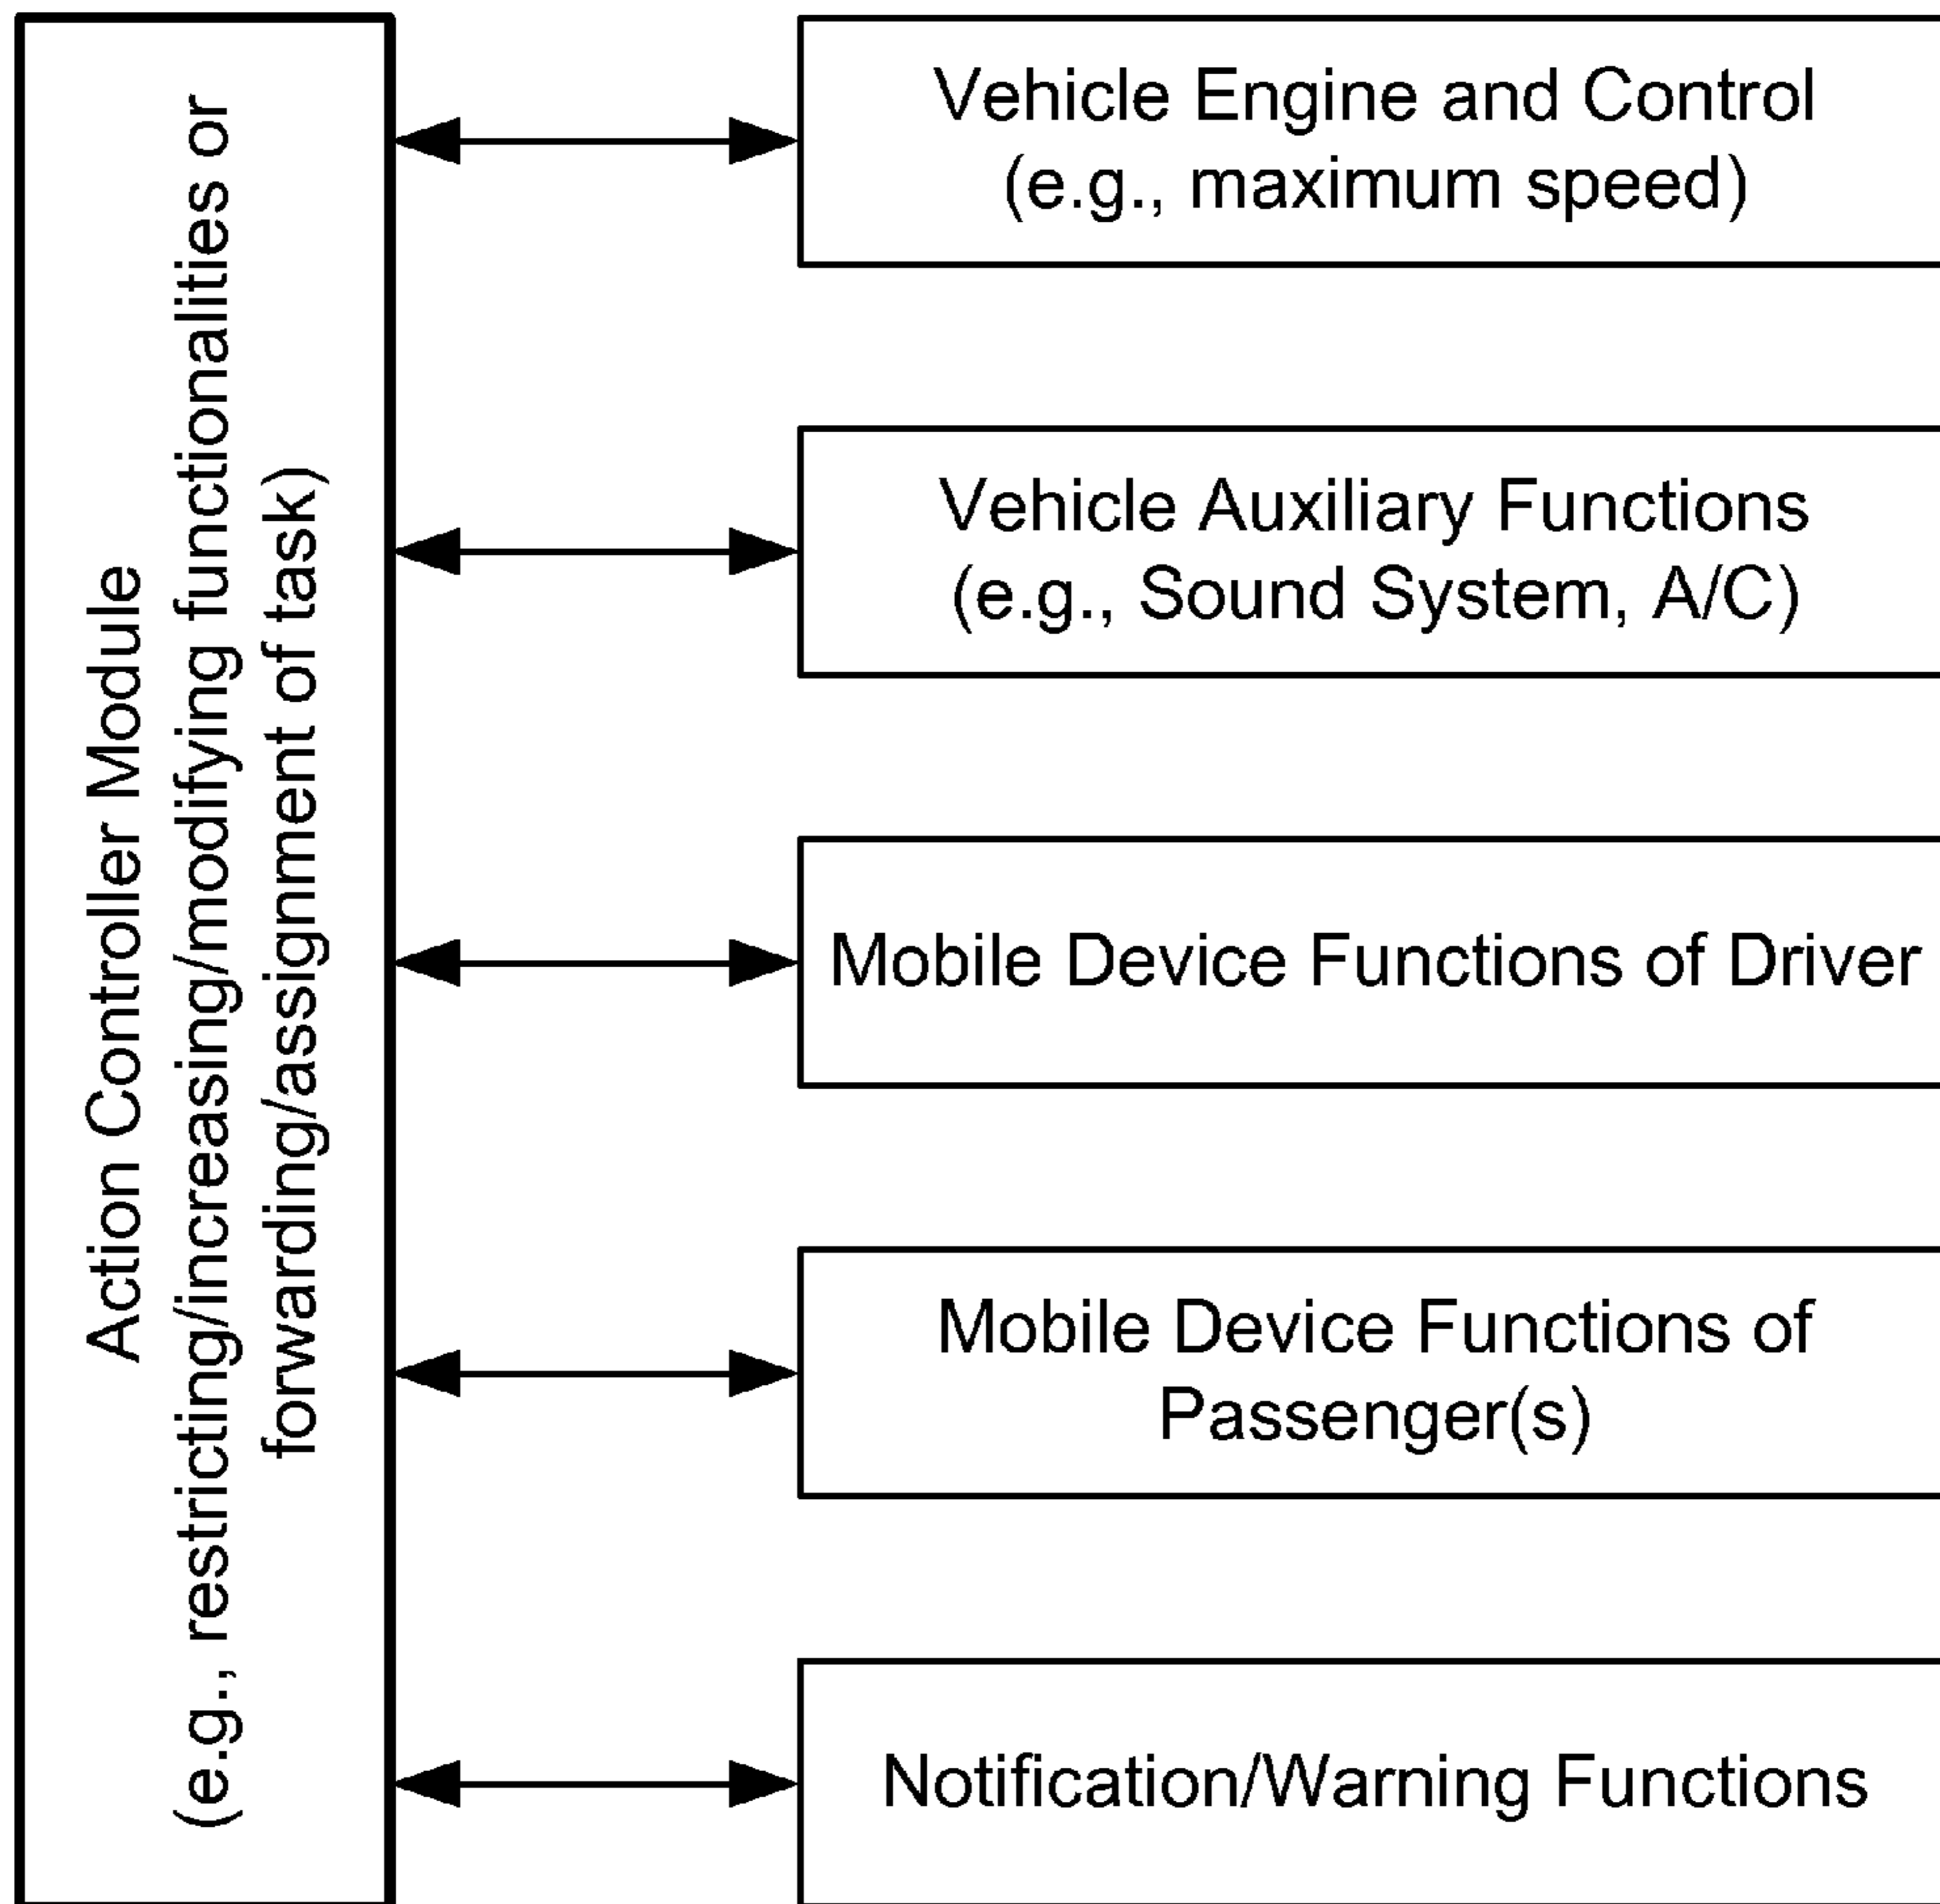 Action Controller Module
(e.g., restricting/increasing/modifying functionalities or
forwarding/assignment of task)
Vehicle Engine and Control
(e.g., maximum speed)
Vehicle Auxiliary Functions
(e.g., Sound System, A/C)
Mobile Device Functions of Driver
Mobile Device Functions of
Passenger(s)
Notification/Warning Functions